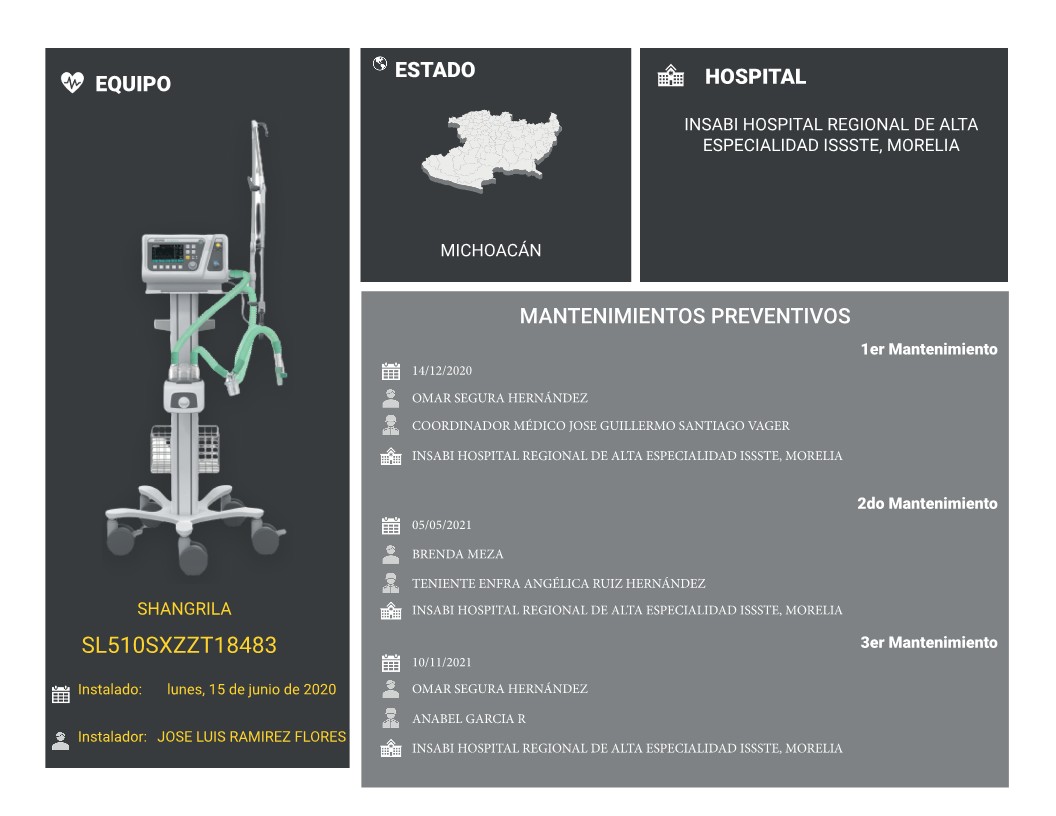 EQUIPO
SHANGRILA
SL510SXZZT18483
Instalado: lunes, 15 de junio de 2020
Instalador: JOSE LUIS RAMIREZ FLORES
ESTADO
MICHOACÁN
HOSPITAL
INSABI HOSPITAL REGIONAL DE ALTA
ESPECIALIDAD ISSSTE, MORELIA
MANTENIMIENTOS PREVENTIVOS
1er Mantenimiento
14/12/2020
OMAR SEGURA HERNÁNDEZ
COORDINADOR MÉDICO JOSE GUILLERMO SANTIAGO VAGER
INSABI HOSPITAL REGIONAL DE ALTA ESPECIALIDAD ISSSTE, MORELIA
2do Mantenimiento
05/05/2021
BRENDA MEZA
TENIENTE ENFRA ANGÉLICA RUIZ HERNÁNDEZ
INSABI HOSPITAL REGIONAL DE ALTA ESPECIALIDAD ISSSTE, MORELIA
3er Mantenimiento
10/11/2021
OMAR SEGURA HERNÁNDEZ
ANABEL GARCIA R
INSABI HOSPITAL REGIONAL DE ALTA ESPECIALIDAD ISSSTE, MORELIA